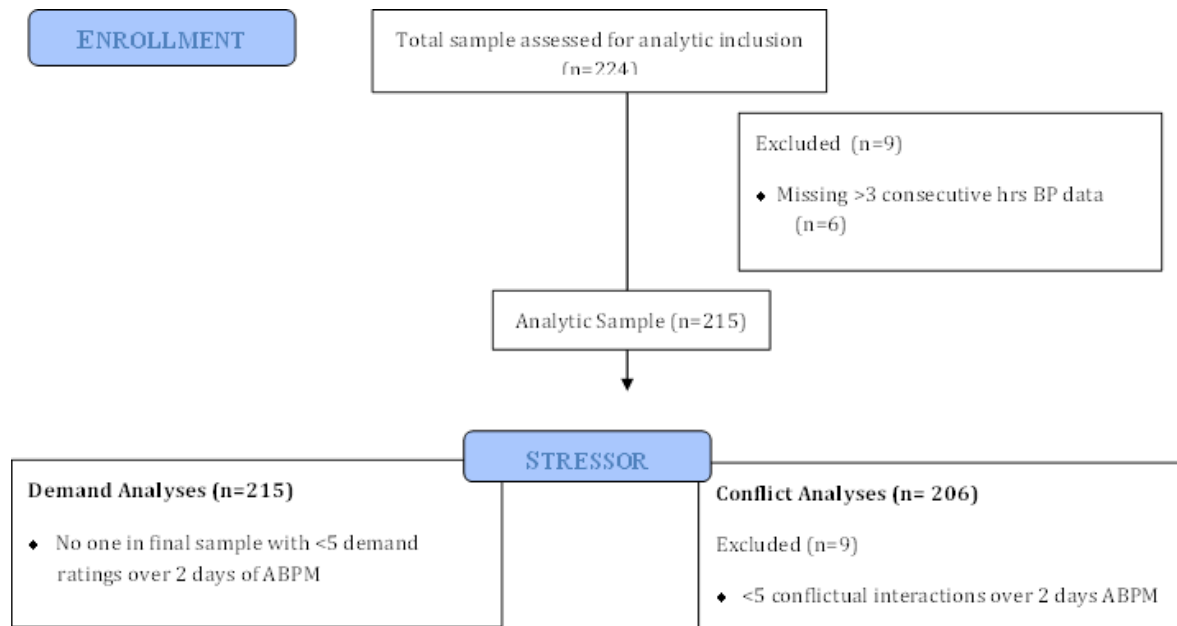 ENROLLMENT
Total sample assessed for analytic inclusion
(n=224)
Excluded (n=9)
◆ Missing >3 consecutive hrs BP data
(n=6)
Analytic Sample (n=215)
STRESSOR
Demand Analyses (n=215)
◆ No one in final sample with <5 demand
ratings over 2 days of ABPM
Conflict Analyses (n= 206)
Excluded (n=9)
◆ <5 conflictual interactions over 2 days ABPM